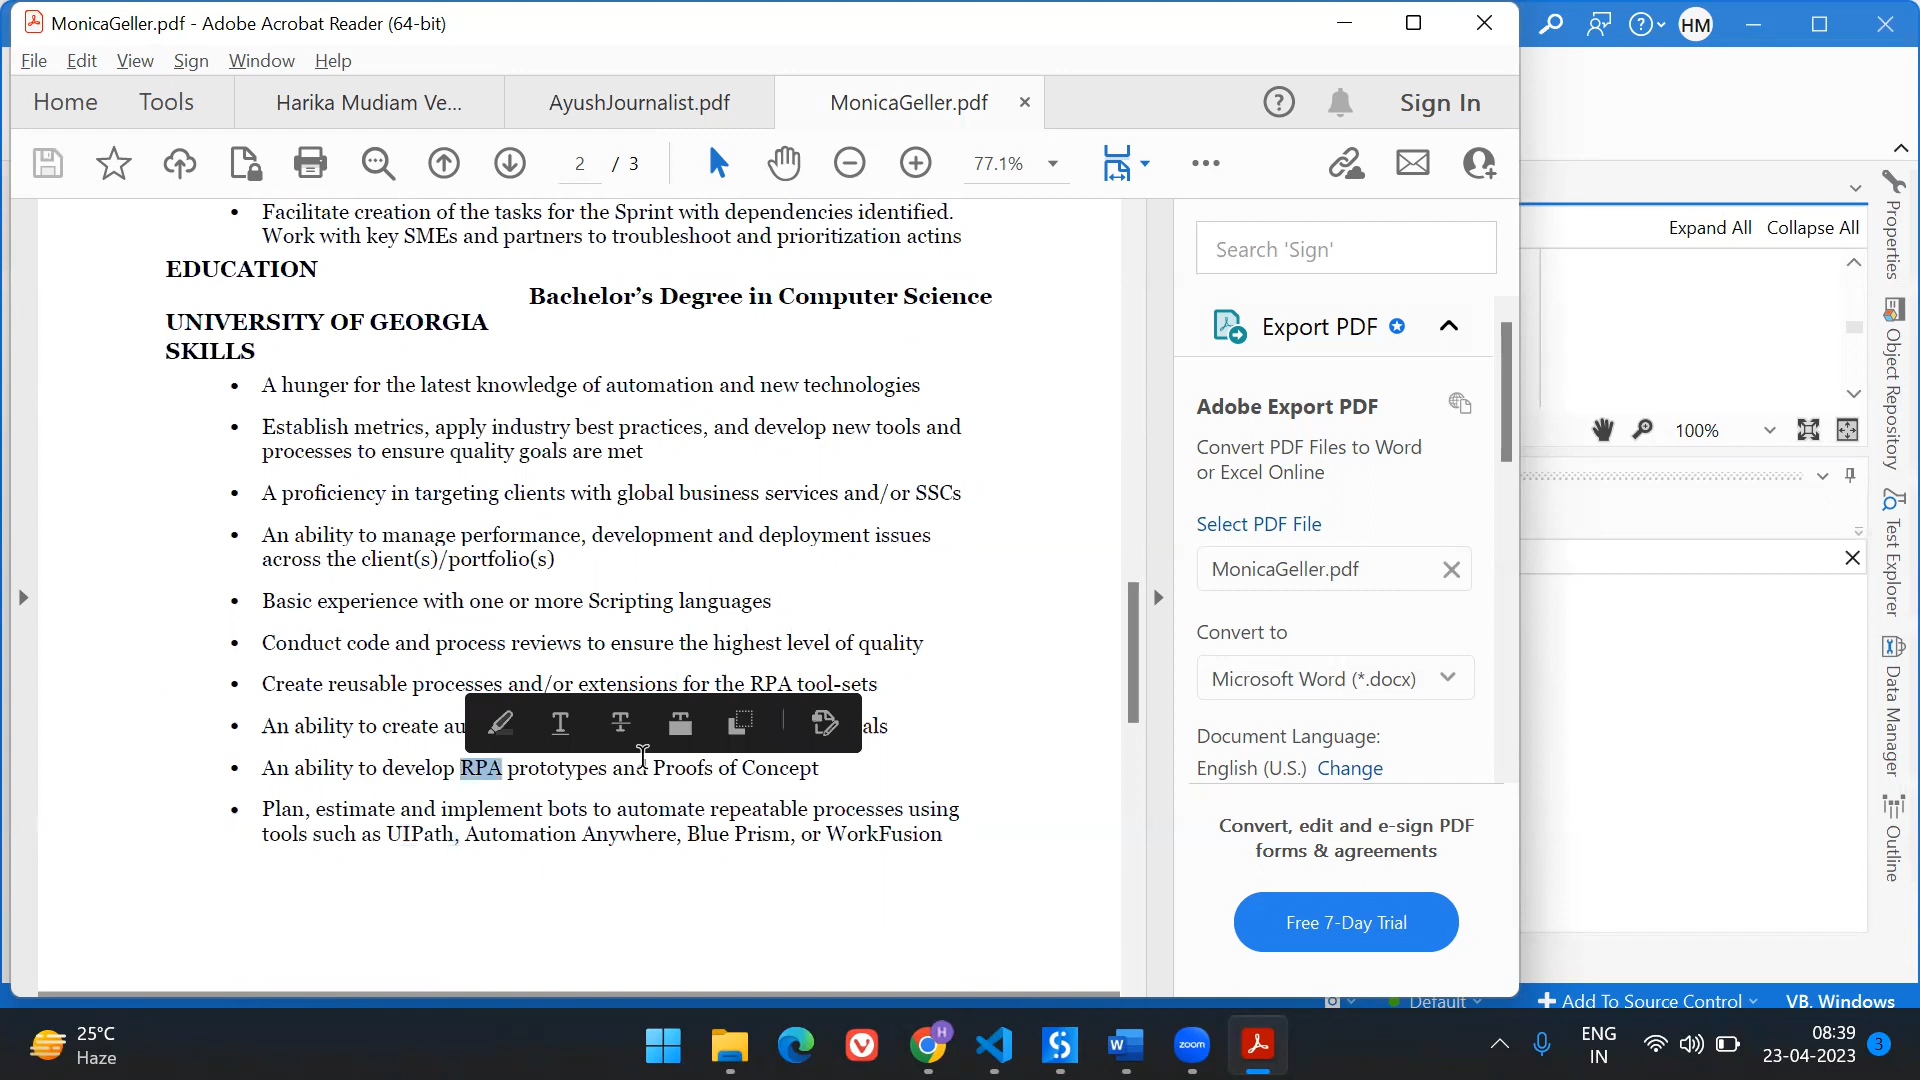 MonicaGeller.pdf - Adobe Acrobat Reader (64-bit)
HM
File Edit View Sign Window Help
Home Tools Harika Mudiam Ve... AyushJournalist.pdf MonicaGeller.pdf Sign In
2 / 3 77.1%
Facilitate creation of the tasks for the Sprint with dependencies identified.
Work with key SMEs and partners to troubleshoot and prioritization actins
EDUCATION
Bachelor’s Degree in Computer Science
UNIVERSITY OF GEORGIA
SKILLS
• A hunger for the latest knowledge of automation and new technologies
• Establish metrics, apply industry best practices, and develop new tools and
processes to ensure quality goals are met
• A proficiency in targeting clients with global business services and/or SSCs
• An ability to manage performance, development and deployment issues
across the client(s)/portfolio(s)
• Basic experience with one or more Scripting languages
• Conduct code and process reviews to ensure the highest level of quality
• Create reusable processes and/or extensions for the RPA tool-sets
• An ability to create au als
• An ability to develop RPA prototypes and Proofs of Concept
• Plan, estimate and implement bots to automate repeatable processes using
tools such as UIPath, Automation Anywhere, Blue Prism, or WorkFusion
Search 'Sign'
Export PDF
Adobe Export PDF
Convert PDF Files to Word
or Excel Online
Select PDF File
MonicaGeller.pdf
Convert to
Microsoft Word (*.docx)
Document Language:
English (U.S.) Change
Convert, edit and e-sign PDF
forms & agreements
Free 7-Day Trial
Expand All Collapse All
100%
Properties
Object Repository
Test Explorer
Data Manager
Outline
Default Add To Source Control VB, Windows
25°C
Haze
zoom
ENG
IN
08:39
23-04-2023
3